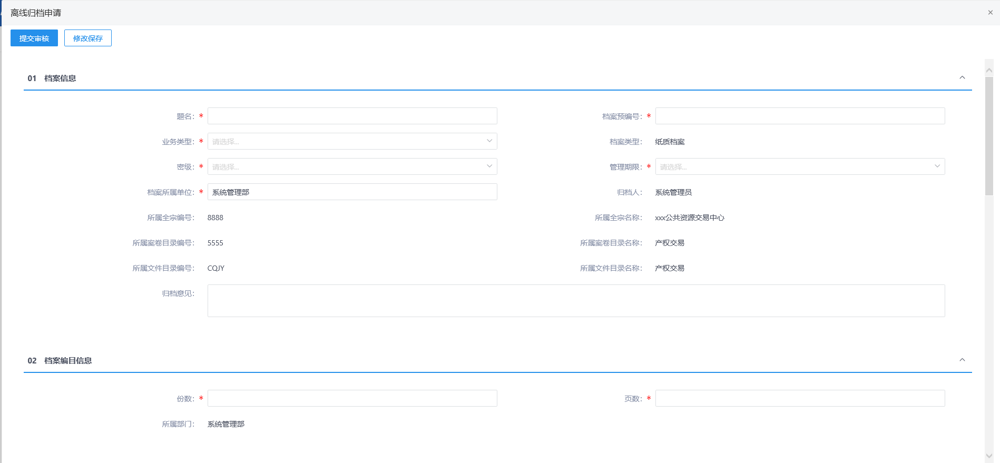 离线归档申请
提交审核 修改保存
01 档案信息
题名：* 档案预编号：*
业务类型：* 请选择... 档案类型： 纸质档案
密级：* 请选择... 管理期限：* 请选择...
档案所属单位：* 系统管理部 归档人： 系统管理员
所属全宗编号： 8888 所属全宗名称： xxx公共资源交易中心
所属案卷目录编号： 5555 所属案卷目录名称： 产权交易
所属文件目录编号： CQJY 所属文件目录名称： 产权交易
归档意见：
02 档案编目信息
份数：* 页数：*
所属部门： 系统管理部